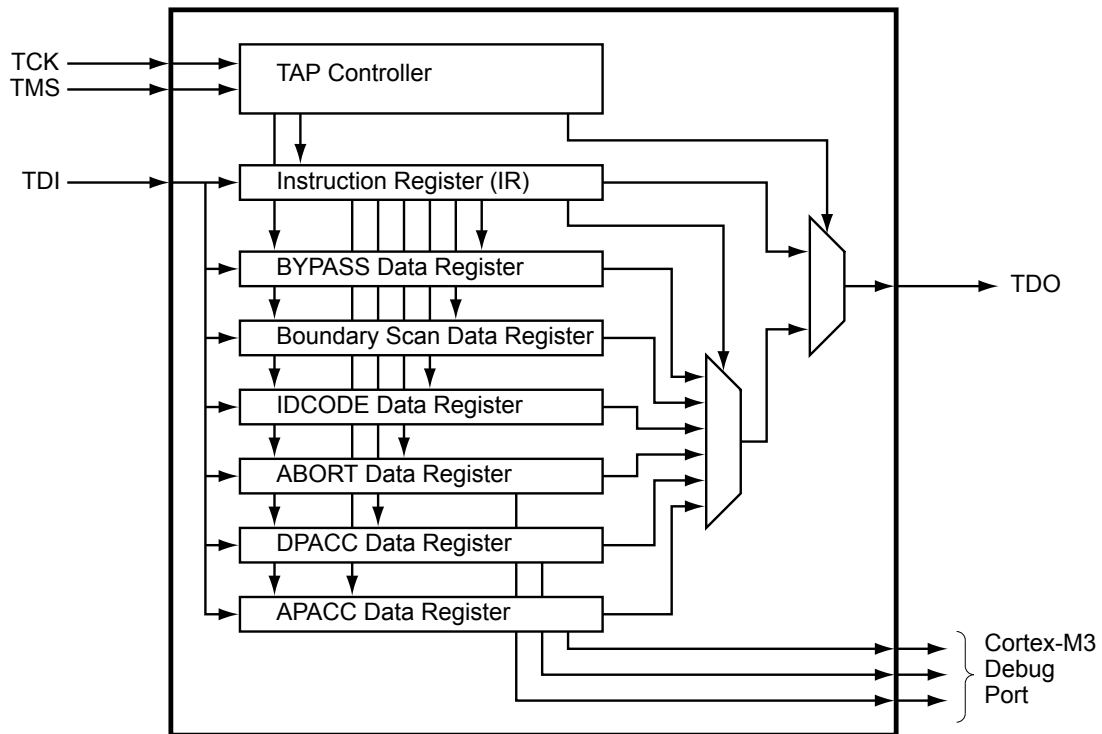 TCK
TMS
TAP Controller
TDI
Instruction Register (IR)
BYPASS Data Register
TDO
Boundary Scan Data Register
IDCODE Data Register
ABORT Data Register
DPACC Data Register
APACC Data Register
Cortex-M3
Debug
Port